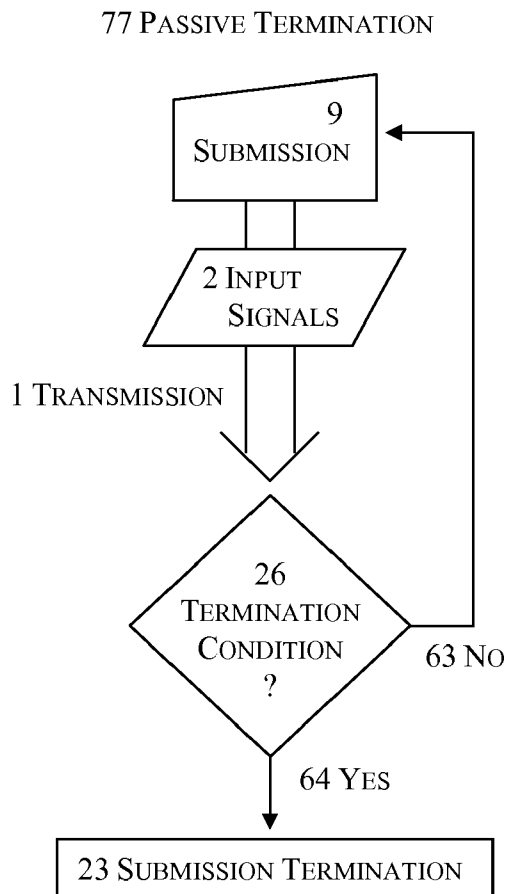 77 PASSIVE TERMINATION
9
SUBMISSION
2 INPUT
SIGNALS
1 TRANSMISSION
26
TERMINATION
CONDITION
?
63 NO
64 YES
23 SUBMISSION TERMINATION